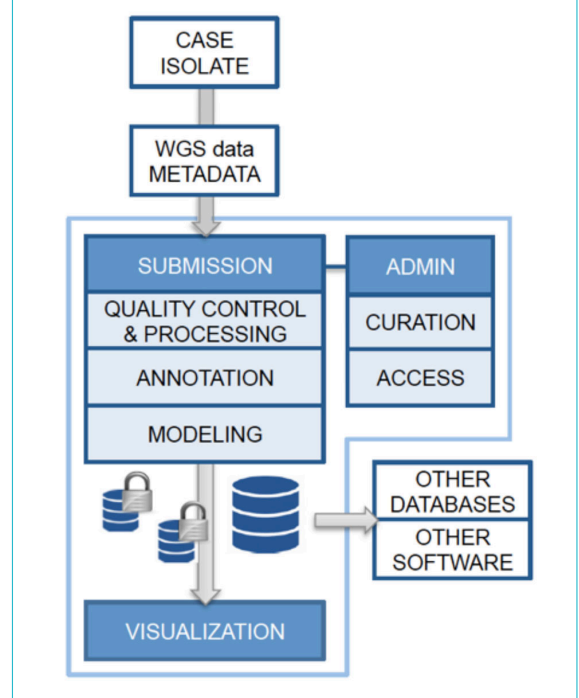 CASE
ISOLATE
WGS data
METADATA
SUBMISSION
ADMIN
QUALITY CONTROL
& PROCESSING
CURATION
ANNOTATION
ACCESS
MODELING
OTHER
DATABASES
OTHER
SOFTWARE
VISUALIZATION